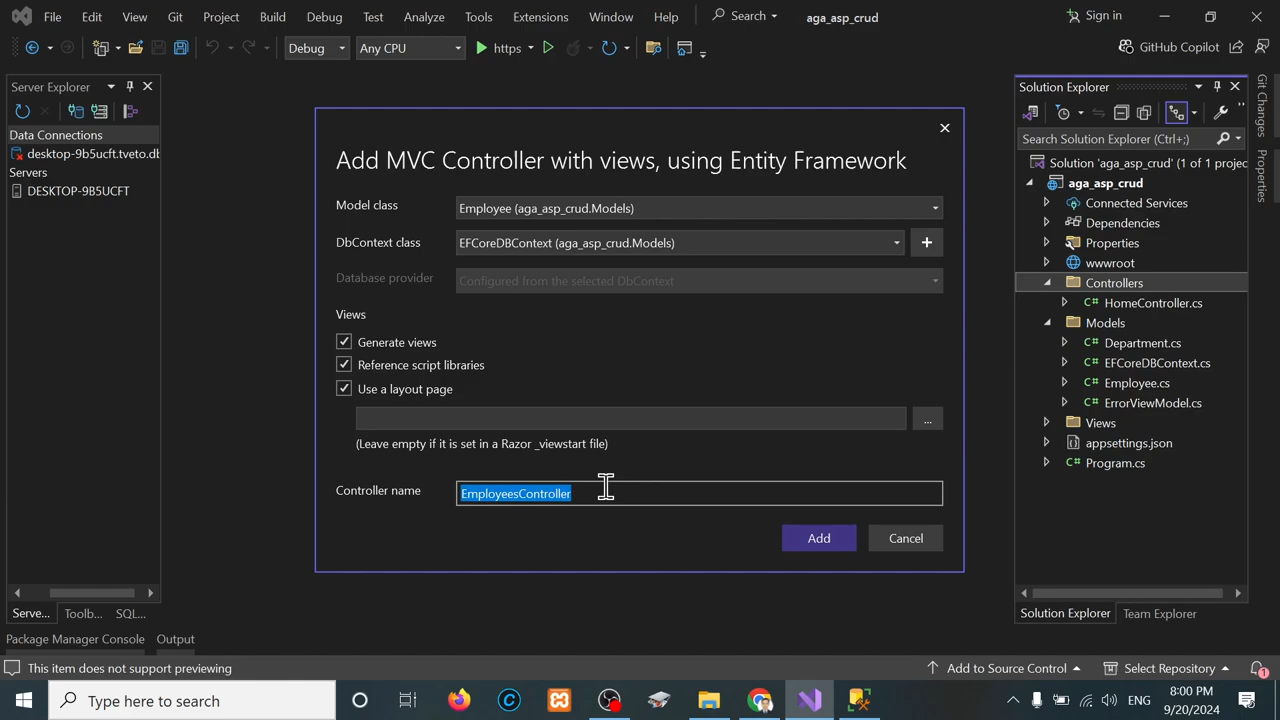 File Edit View Git Project Build Debug Test Analyze Tools Extensions Window Help Search aga_asp_crud Sign in
Debug Any CPU https GitHub Copilot
Server Explorer
Data Connections
desktop-9b5ucft.tveto.db
Servers
DESKTOP-9B5UCFT
Serve... Toolb... SQL...
Add MVC Controller with views, using Entity Framework
Model class Employee (aga_asp_crud.Models)
DbContext class EFCoreDBContext (aga_asp_crud.Models)
Database provider Configured from the selected DbContext
Views
Generate views
Reference script libraries
Use a layout page
...
(Leave empty if it is set in a Razor _viewstart file)
Controller name EmployeesController
Add Cancel
Solution Explorer
Search Solution Explorer (Ctrl+;)
Solution 'aga_asp_crud' (1 of 1 projec
aga_asp_crud
Connected Services
Dependencies
Properties
wwwroot
Controllers
C# HomeController.cs
Models
C# Department.cs
C# EFCoreDBContext.cs
C# Employee.cs
C# ErrorViewModel.cs
Views
appsettings.json
C# Program.cs
Solution Explorer Team Explorer
Git Changes
Properties
Package Manager Console Output
This item does not support previewing Add to Source Control Select Repository 1
Type here to search
ENG 8:00 PM
9/20/2024